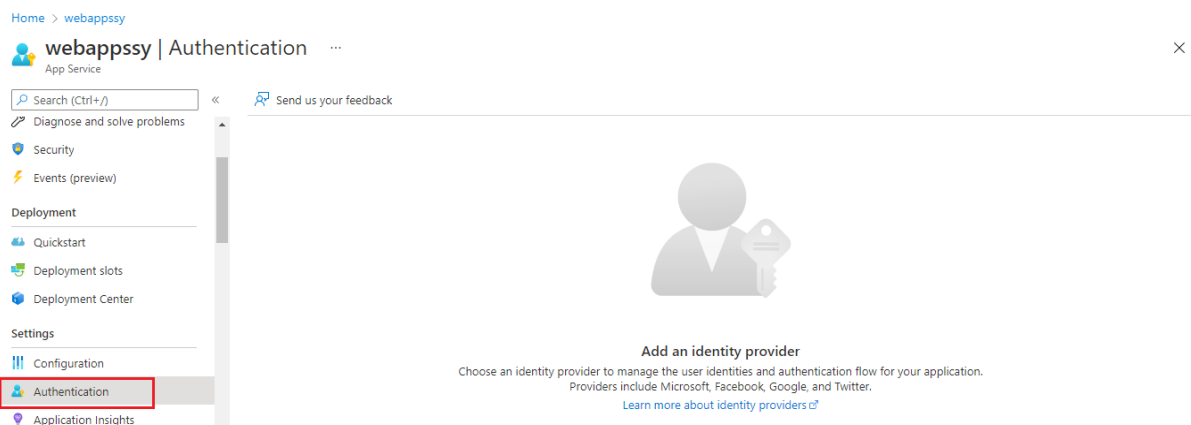 Home > webappssy
webappssy | Authentication ...
App Service
Search (Ctrl+/) «
Send us your feedback
Diagnose and solve problems
Security
Events (preview)
Deployment
Quickstart
Deployment slots
Deployment Center
Settings
Configuration
Authentication
Application Insights
Add an identity provider
Choose an identity provider to manage the user identities and authentication flow for your application.
Providers include Microsoft, Facebook, Google, and Twitter.
Learn more about identity providers